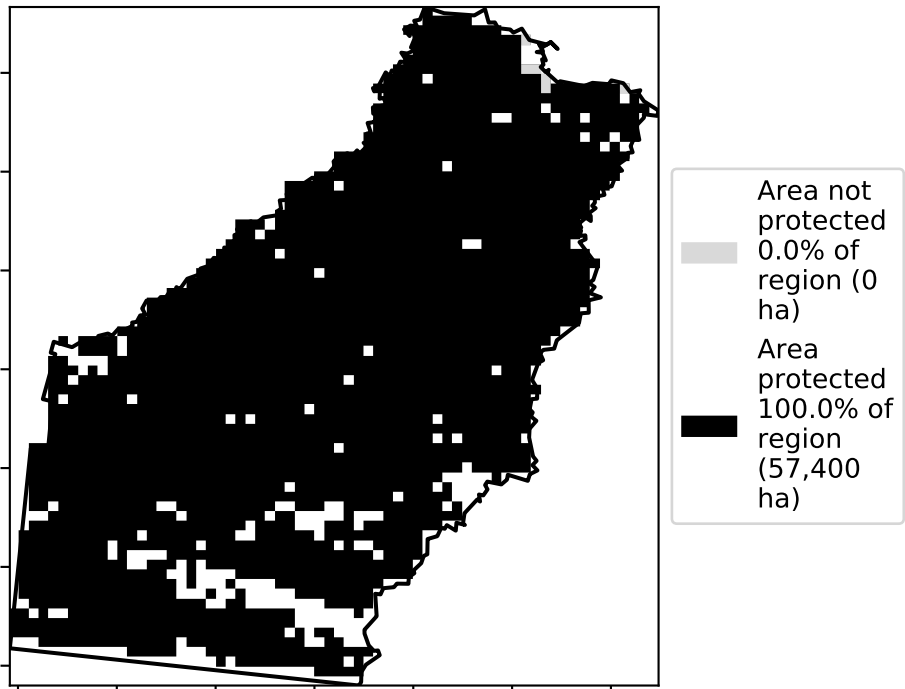 Area not
protected
0.0% of
region (0
ha)
Area
protected
100.0% of
region
(57,400
ha)